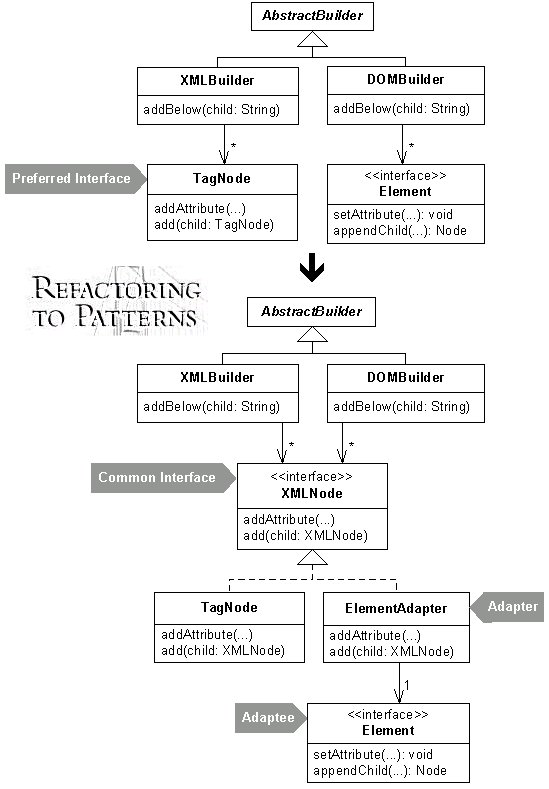 AbstractBuilder
XMLBuilder
addBelow(child: String)
DOMBuilder
addBelow(child: String)
*
*
Preferred Interface
TagNode
addAttribute(...)
add(child: TagNode)
<<interface>>
Element
setAttribute(...): void
appendChild(...): Node
REFACTORING
TO PATTERNS
AbstractBuilder
XMLBuilder
addBelow(child: String)
DOMBuilder
addBelow(child: String)
*
*
Common Interface
<<interface>>
XMLNode
addAttribute(...)
add(child: XMLNode)
TagNode
addAttribute(...)
add(child: XMLNode)
ElementAdapter
addAttribute(...)
add(child: XMLNode)
Adapter
1
Adaptee
<<interface>>
Element
setAttribute(...): void
appendChild(...): Node